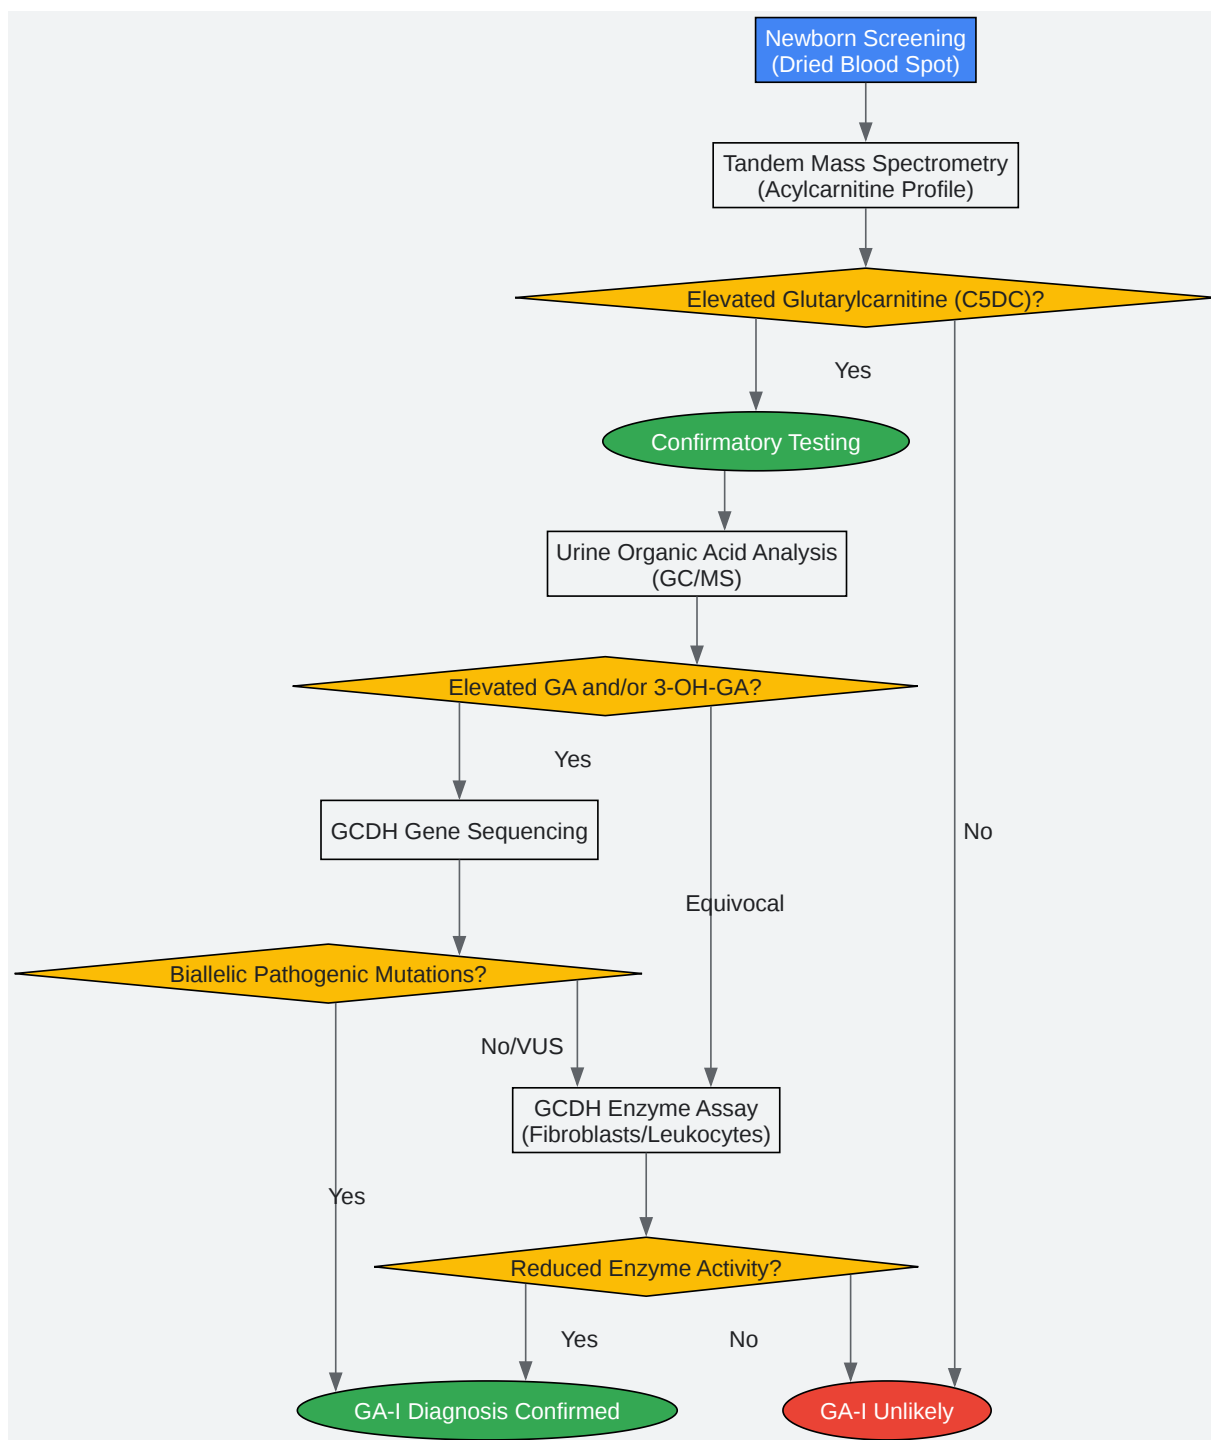 Newborn Screening
(Dried Blood Spot)
Tandem Mass Spectrometry
(Acylcarnitine Profile)
Elevated Glutarylcarnitine (C5DC)?
Yes
Confirmatory Testing
Urine Organic Acid Analysis
(GC/MS)
Elevated GA and/or 3-OH-GA?
Yes
GCDH Gene Sequencing
No
Equivocal
Biallelic Pathogenic Mutations?
No/VUS
GCDH Enzyme Assay
(Fibroblasts/Leukocytes)
Yes
Reduced Enzyme Activity?
Yes
No
GA-I Diagnosis Confirmed
GA-I Unlikely